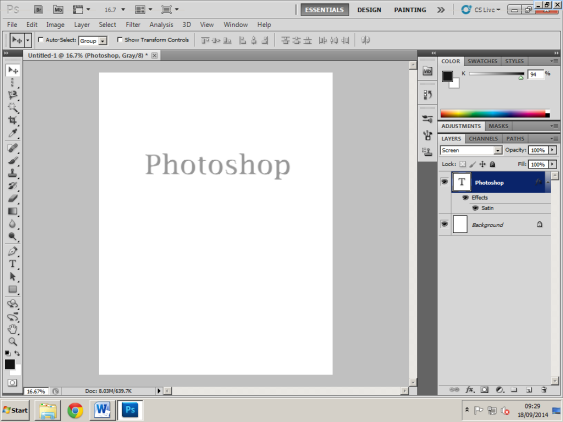 Ps Br Mb 16.7 ESSENTIALS DESIGN PAINTING CS Live
File Edit Image Layer Select Filter Analysis 3D View Window Help
Auto-Select: Group Show Transform Controls
Untitled-1 @ 16.7% (Photoshop, Gray/8) *
COLOR SWATCHES STYLES
K 94 %
ADJUSTMENTS MASKS
LAYERS CHANNELS PATHS
Screen Opacity: 100%
Lock: Fill: 100%
T Photoshop
Effects
Satin
Background
Photoshop
16.67% Doc: 8.03M/639.7K
Start W Ps 09:29
18/09/2014